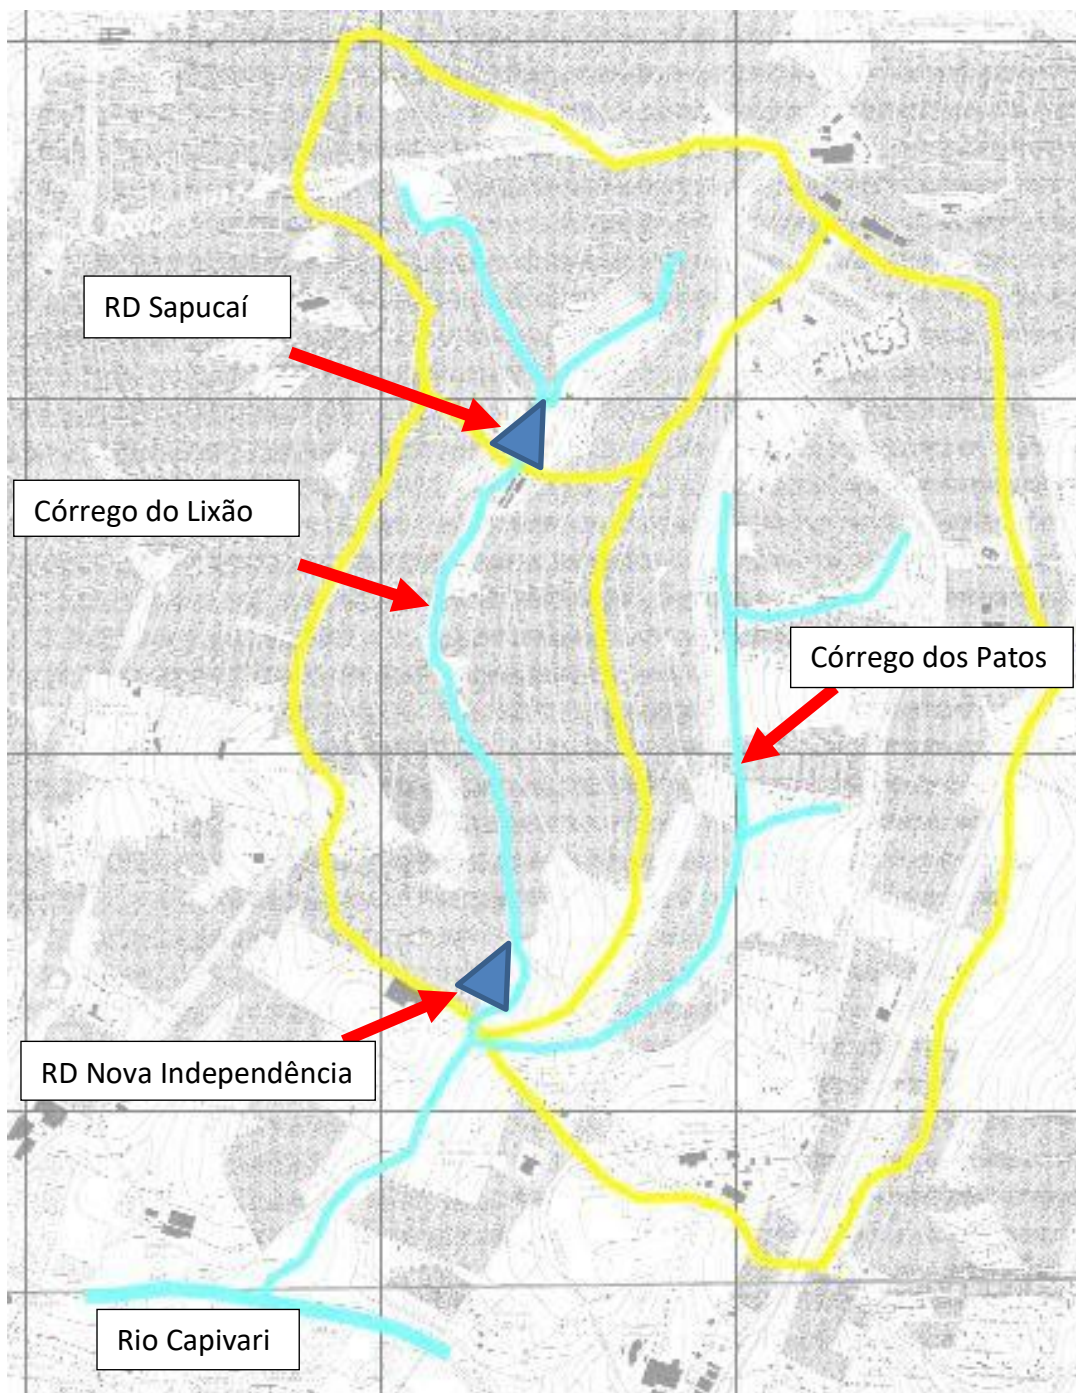 RD Sapucaí
Córrego do Lixão
Córrego dos Patos
RD Nova Independência
Rio Capivari